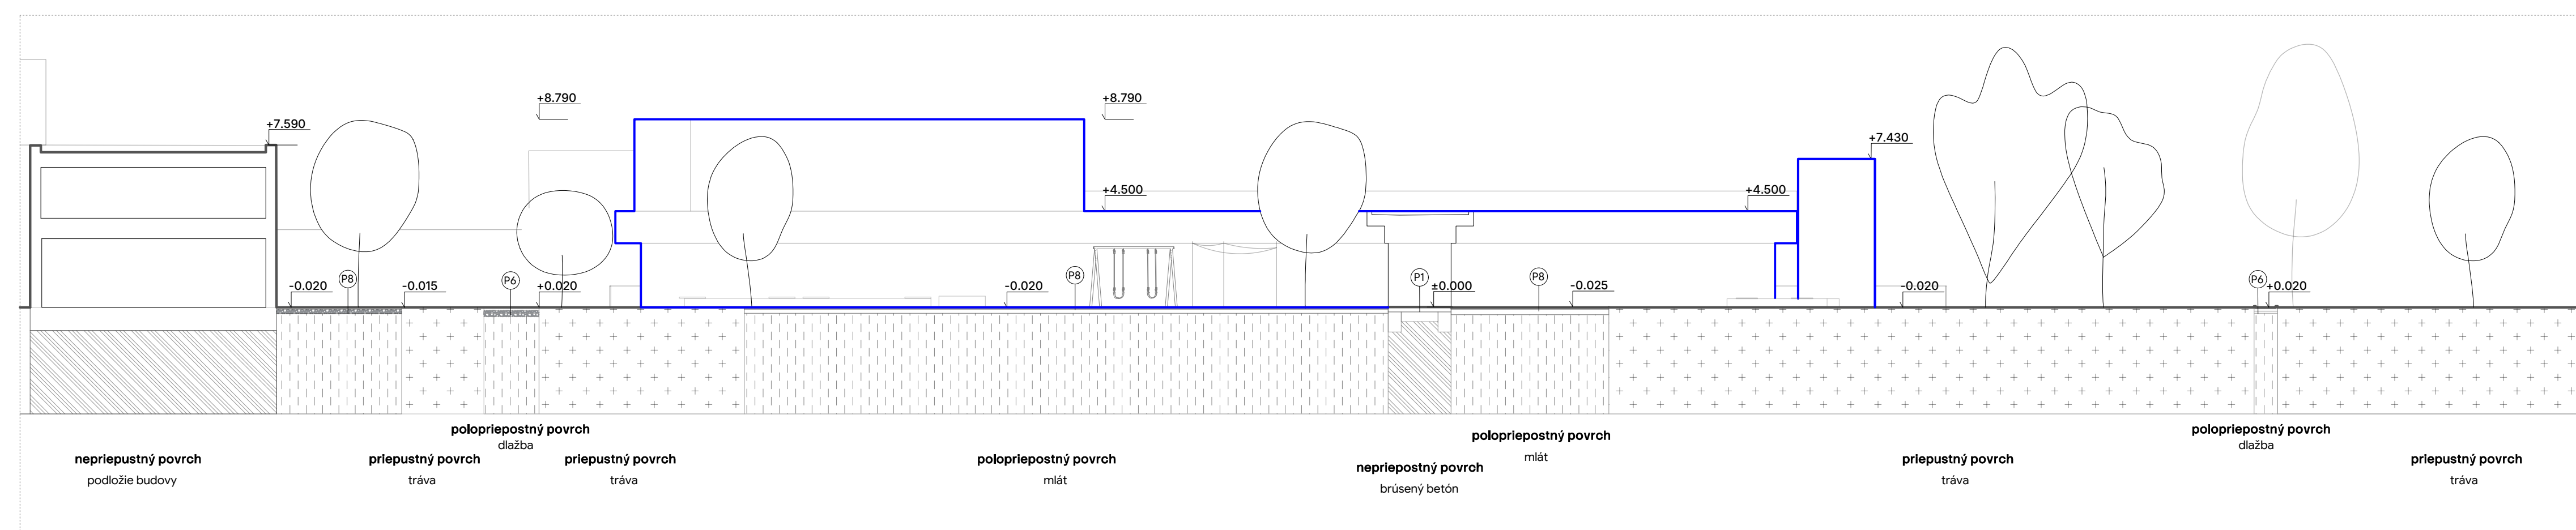 +8.790
+8.790
+7.590
+7.430
+4.500
+4.500
P8
P6
P8
P1
P8
P6
-0.020
-0.015
+0.020
-0.020
±0.000
-0.025
-0.020
+0.020
polopriepostný povrch
dlažba
nepriepustný povrch
podložie budovy
priepustný povrch
tráva
priepustný povrch
tráva
polopriepostný povrch
mlát
nepriepostný povrch
brúsený betón
polopriepostný povrch
mlát
priepustný povrch
tráva
polopriepostný povrch
dlažba
priepustný povrch
tráva